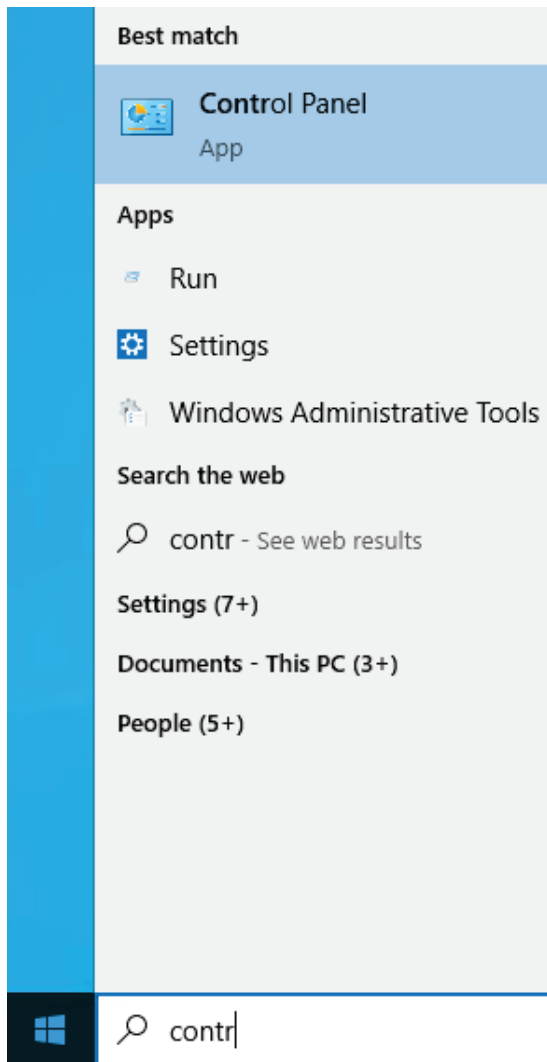 Best match
Control Panel
App
Apps
Run
Settings
Windows Administrative Tools
Search the web
contr - See web results
Settings (7+)
Documents - This PC (3+)
People (5+)
contr